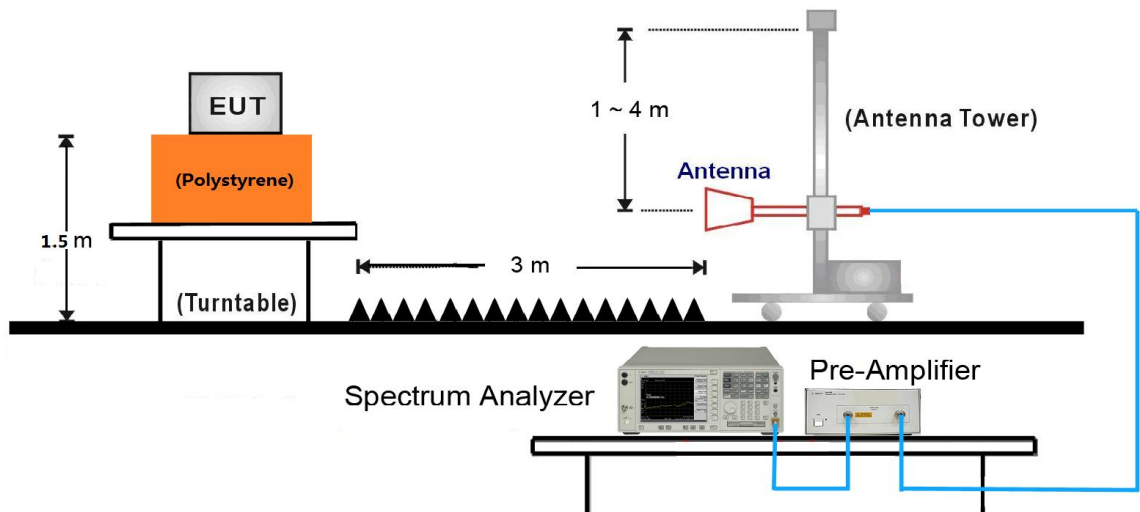 EUT
(Polystyrene)
1.5 m
(Turntable)
3 m
1 ~ 4 m
Antenna
(Antenna Tower)
Spectrum Analyzer
Pre-Amplifier